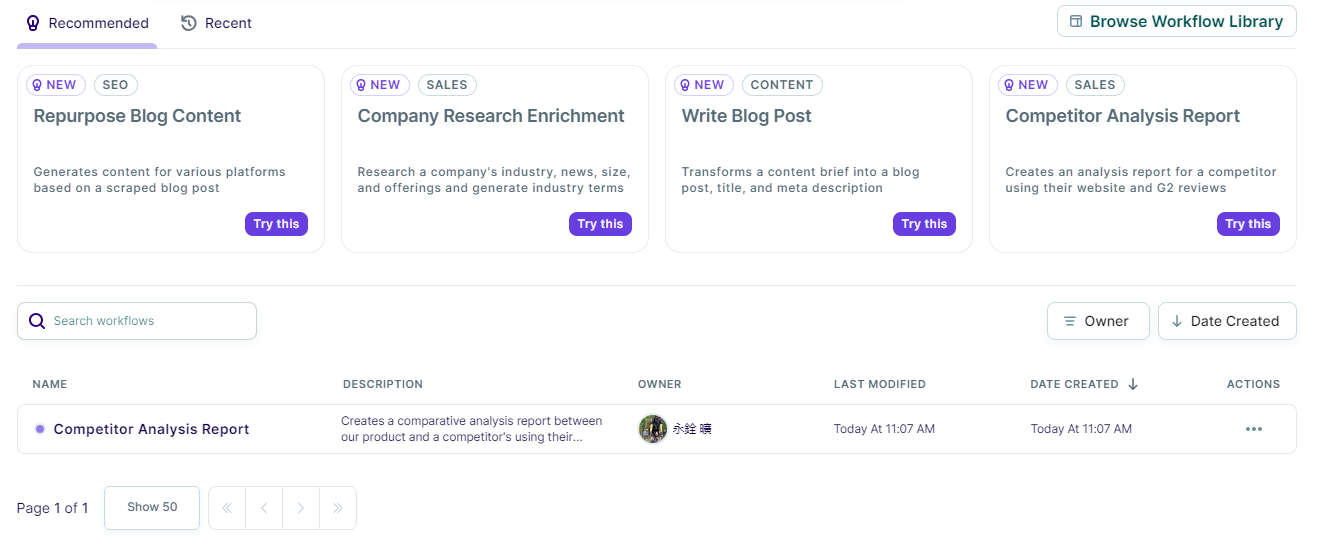 Recommended
Recent
Browse Workflow Library
NEW SEO
Repurpose Blog Content
Generates content for various platforms
based on a scraped blog post
Try this
NEW SALES
Company Research Enrichment
Research a company's industry, news, size,
and offerings and generate industry terms
Try this
NEW CONTENT
Write Blog Post
Transforms a content brief into a blog
post, title, and meta description
Try this
NEW SALES
Competitor Analysis Report
Creates an analysis report for a competitor
using their website and G2 reviews
Try this
Search workflows
Owner
Date Created
NAME DESCRIPTION OWNER LAST MODIFIED DATE CREATED ACTIONS
Competitor Analysis Report
Creates a comparative analysis report between
our product and a competitor's using their...
永銓 曠
Today At 11:07 AM
Today At 11:07 AM
Page 1 of 1
Show 50